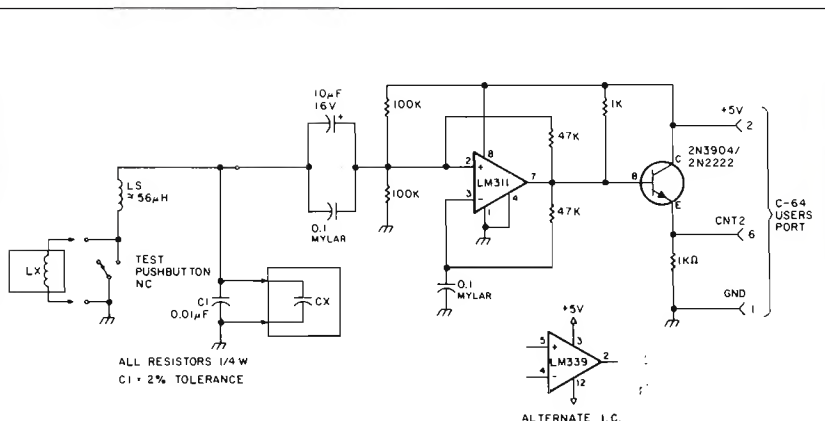 10µF
16V
+
100K
1K
+5V
2
47K
2N3904/
2N2222
LS
≈ 56µH
2
+
8
LM311
7
B
C
3
-
4
1
E
100K
0.1
MYLAR
47K
C-64
USERS
PORT
CNT2
6
LX
TEST
PUSHBUTTON
NC
C1
0.01µF
CX
0.1
MYLAR
1KΩ
GND
1
+5V
ALL RESISTORS 1/4 W
C1 = 2% TOLERANCE
5
+
3
LM339
2
4
-
12
ALTERNATE I.C.